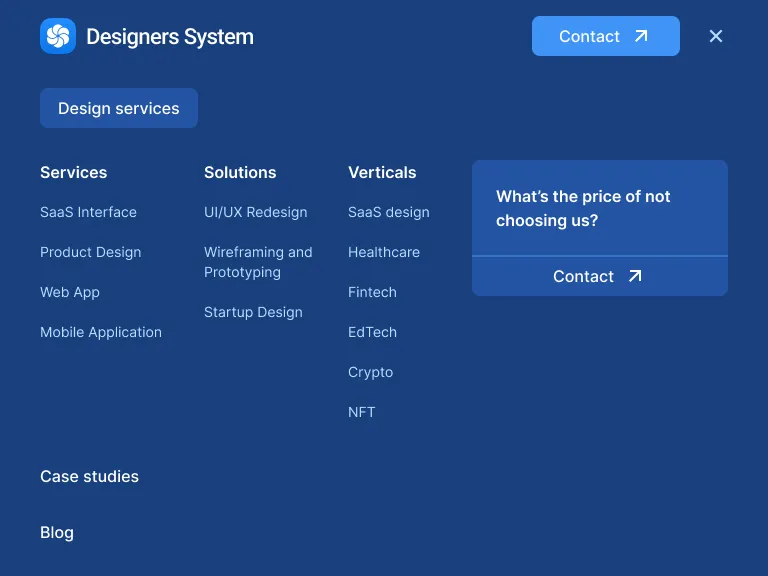 Designers System
Contact
Design services
Services
SaaS Interface
Product Design
Web App
Mobile Application
Solutions
UI/UX Redesign
Wireframing and
Prototyping
Startup Design
Verticals
SaaS design
Healthcare
Fintech
EdTech
Crypto
NFT
What’s the price of not
choosing us?
Contact
Case studies
Blog